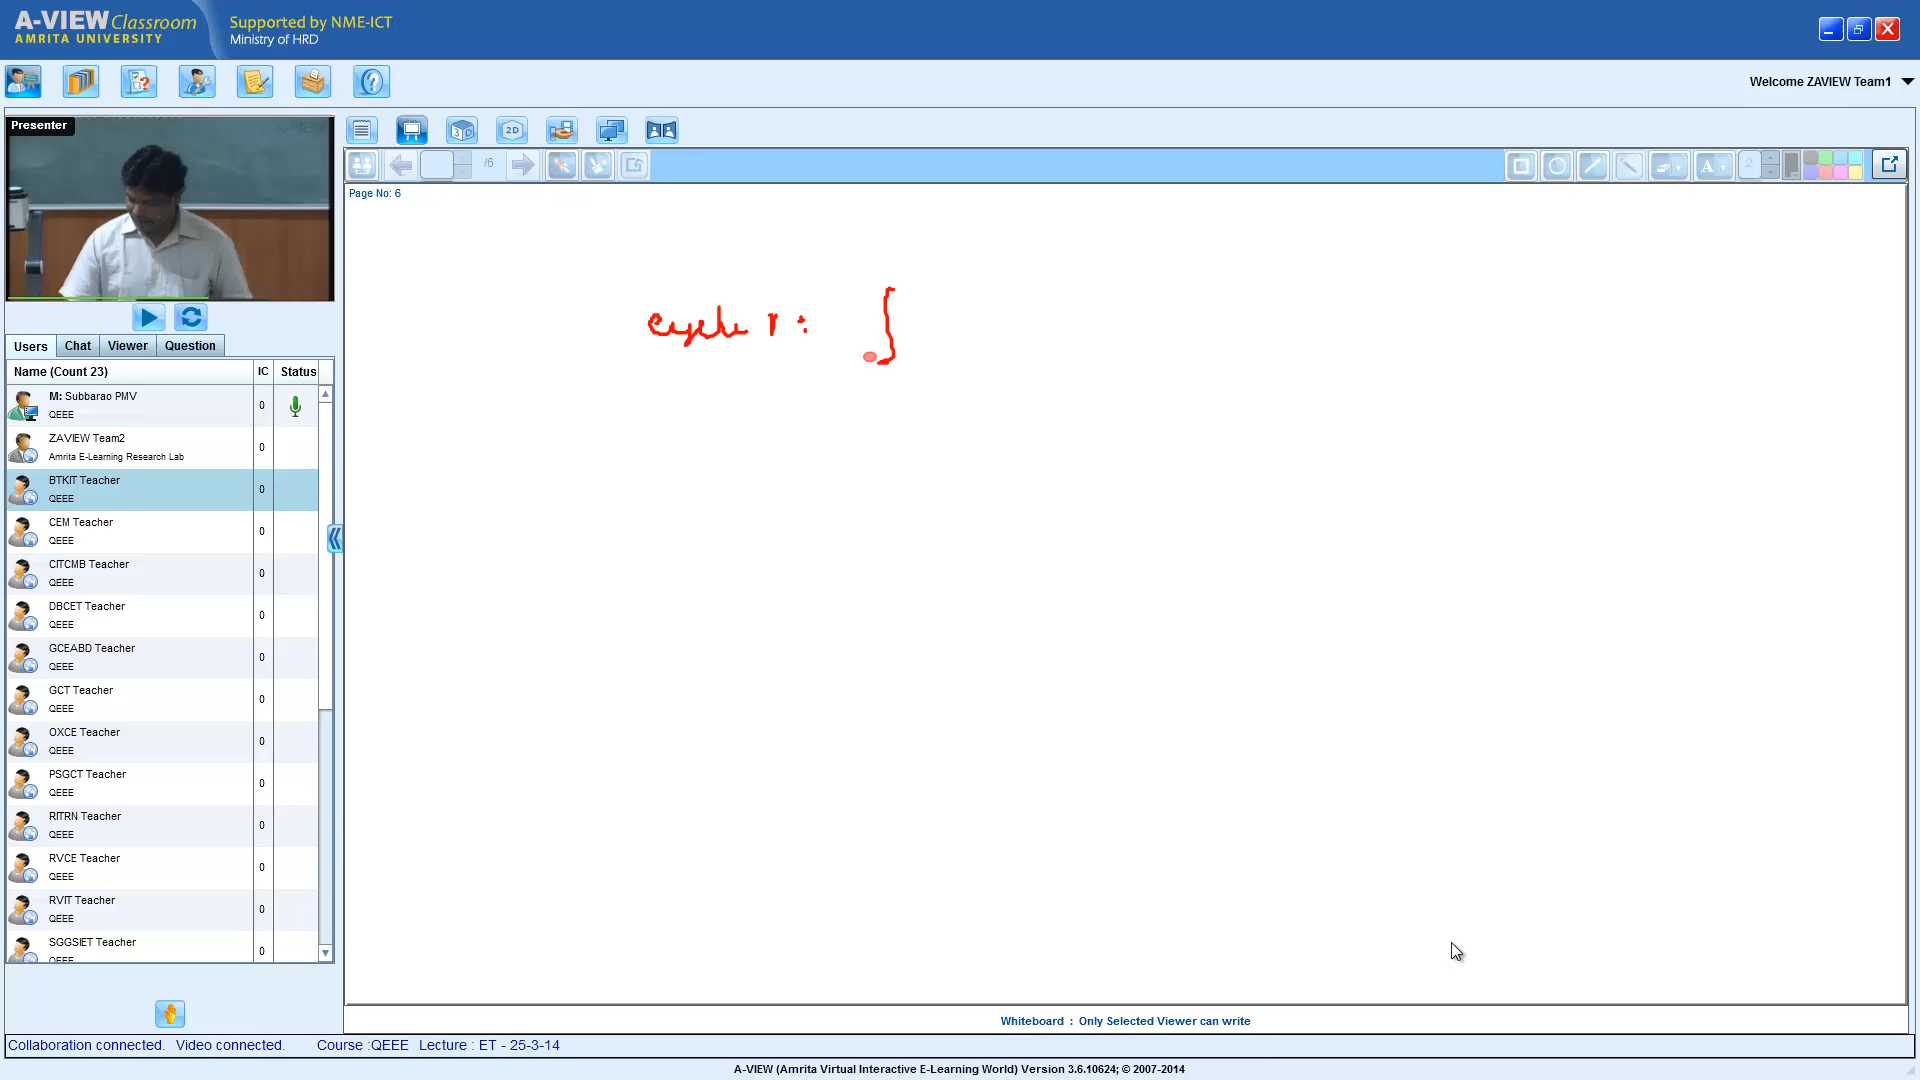 A-VIEW Classroom
AMRITA UNIVERSITY
Supported by NME-ICT
Ministry of HRD
Welcome ZAVIEW Team1
Presenter
2D
/6
A
2
Page No: 6
Users Chat Viewer Question
Name (Count 23) IC Status
M: Subbarao PMV
QEEE
0
ZAVIEW Team2
Amrita E-Learning Research Lab
0
BTKIT Teacher
QEEE
0
CEM Teacher
QEEE
0
CITCMB Teacher
QEEE
0
DBCET Teacher
QEEE
0
GCEABD Teacher
QEEE
0
GCT Teacher
QEEE
0
OXCE Teacher
QEEE
0
PSGCT Teacher
QEEE
0
RITRN Teacher
QEEE
0
RVCE Teacher
QEEE
0
RVIT Teacher
QEEE
0
SGGSIET Teacher
QEEE
0
Whiteboard : Only Selected Viewer can write
Collaboration connected. Video connected. Course :QEEE Lecture : ET - 25-3-14
A-VIEW (Amrita Virtual Interactive E-Learning World) Version 3.6.10624; © 2007-2014